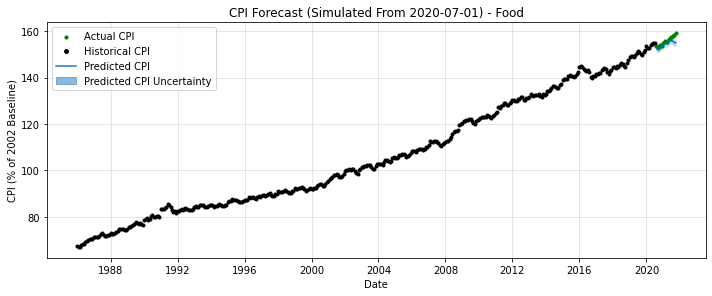 CPI Forecast (Simulated From 2020-07-01) - Food
Actual CPI
Historical CPI
Predicted CPI
Predicted CPI Uncertainty
CPI (% of 2002 Baseline)
160
140
120
100
80
1988
1992
1996
2000
2004
2008
2012
2016
2020
Date